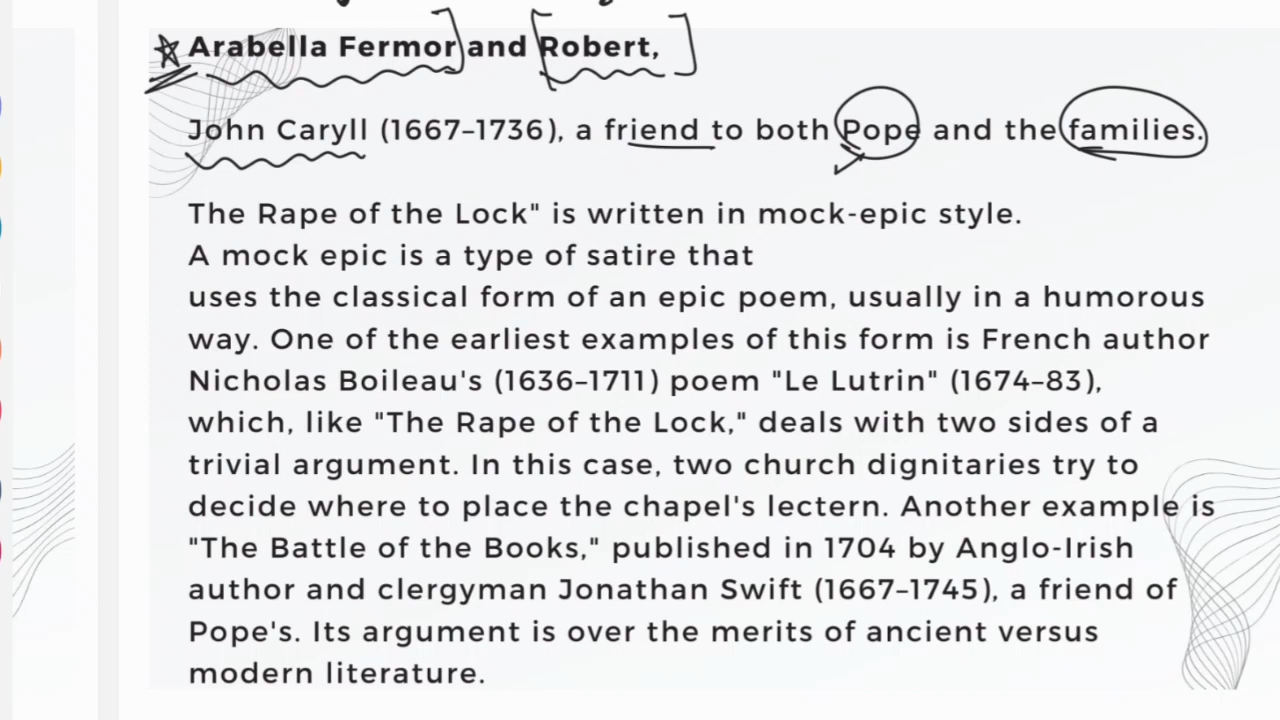 Arabella Fermor and Robert,
John Caryll (1667–1736), a friend to both Pope and the families.
The Rape of the Lock" is written in mock-epic style.
A mock epic is a type of satire that
uses the classical form of an epic poem, usually in a humorous
way. One of the earliest examples of this form is French author
Nicholas Boileau's (1636–1711) poem "Le Lutrin" (1674–83),
which, like "The Rape of the Lock," deals with two sides of a
trivial argument. In this case, two church dignitaries try to
decide where to place the chapel's lectern. Another example is
"The Battle of the Books," published in 1704 by Anglo-Irish
author and clergyman Jonathan Swift (1667–1745), a friend of
Pope's. Its argument is over the merits of ancient versus
modern literature.